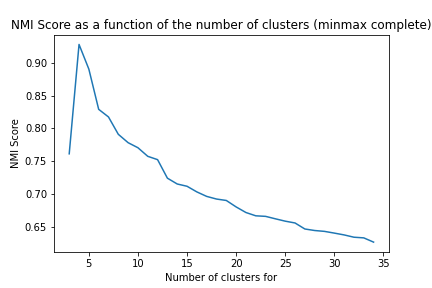 NMI Score as a function of the number of clusters (minmax complete)
0.90
0.85
0.80
0.75
0.70
0.65
NMI Score
5 10 15 20 25 30 35
Number of clusters for